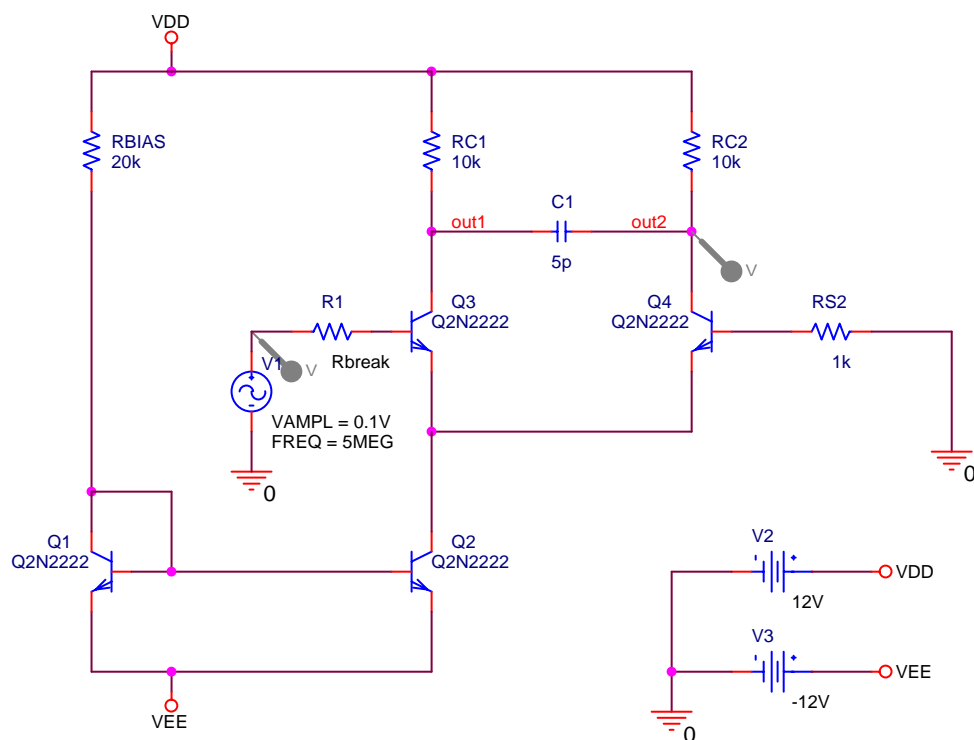 VDD
RBIAS
20k
RC1
10k
RC2
10k
C1
out1
out2
5p
V
R1
Q3
Q2N2222
Q4
Q2N2222
RS2
Rbreak
1k
V1
V
VAMPL = 0.1V
FREQ = 5MEG
0
0
Q1
Q2N2222
Q2
Q2N2222
V2
VDD
12V
V3
VEE
-12V
VEE
0